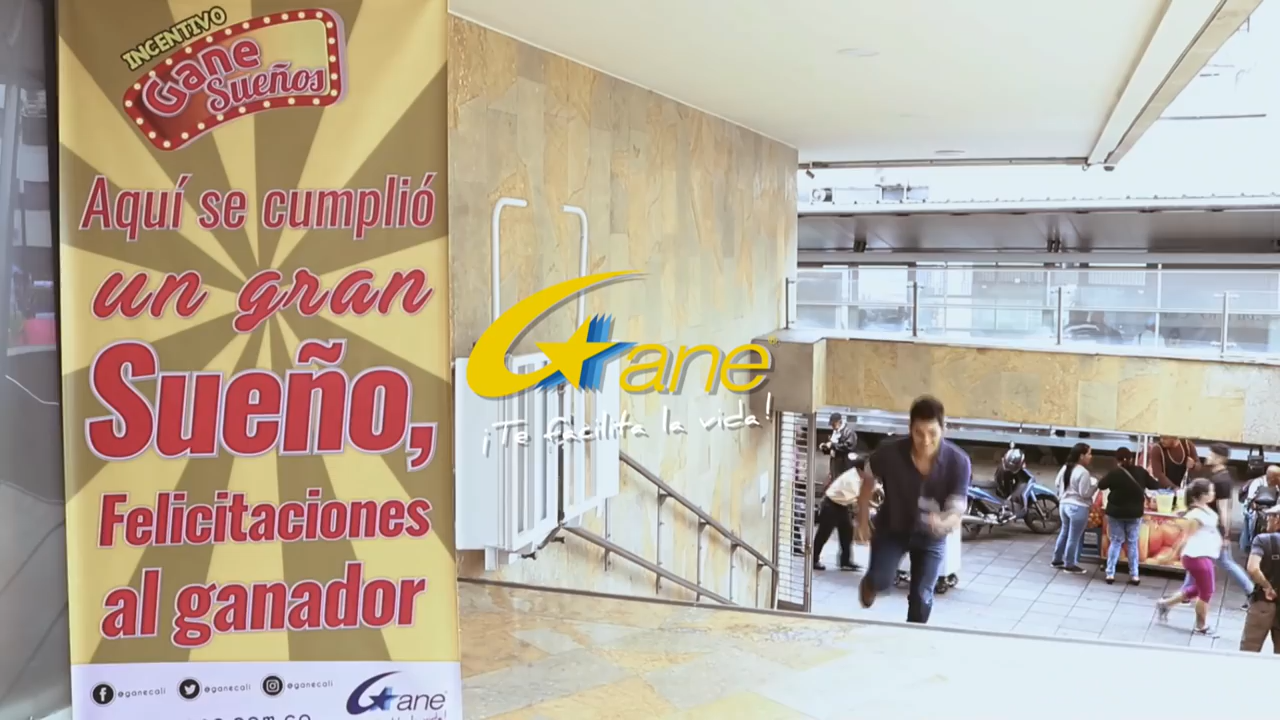 INCENTIVO
Gane
Sueños
Aquí se cumplió
un gran
Sueño,
Felicitaciones
al ganador
@ganecali @ganecali @ganecali
Gane
Gane®
¡Te facilita la vida!